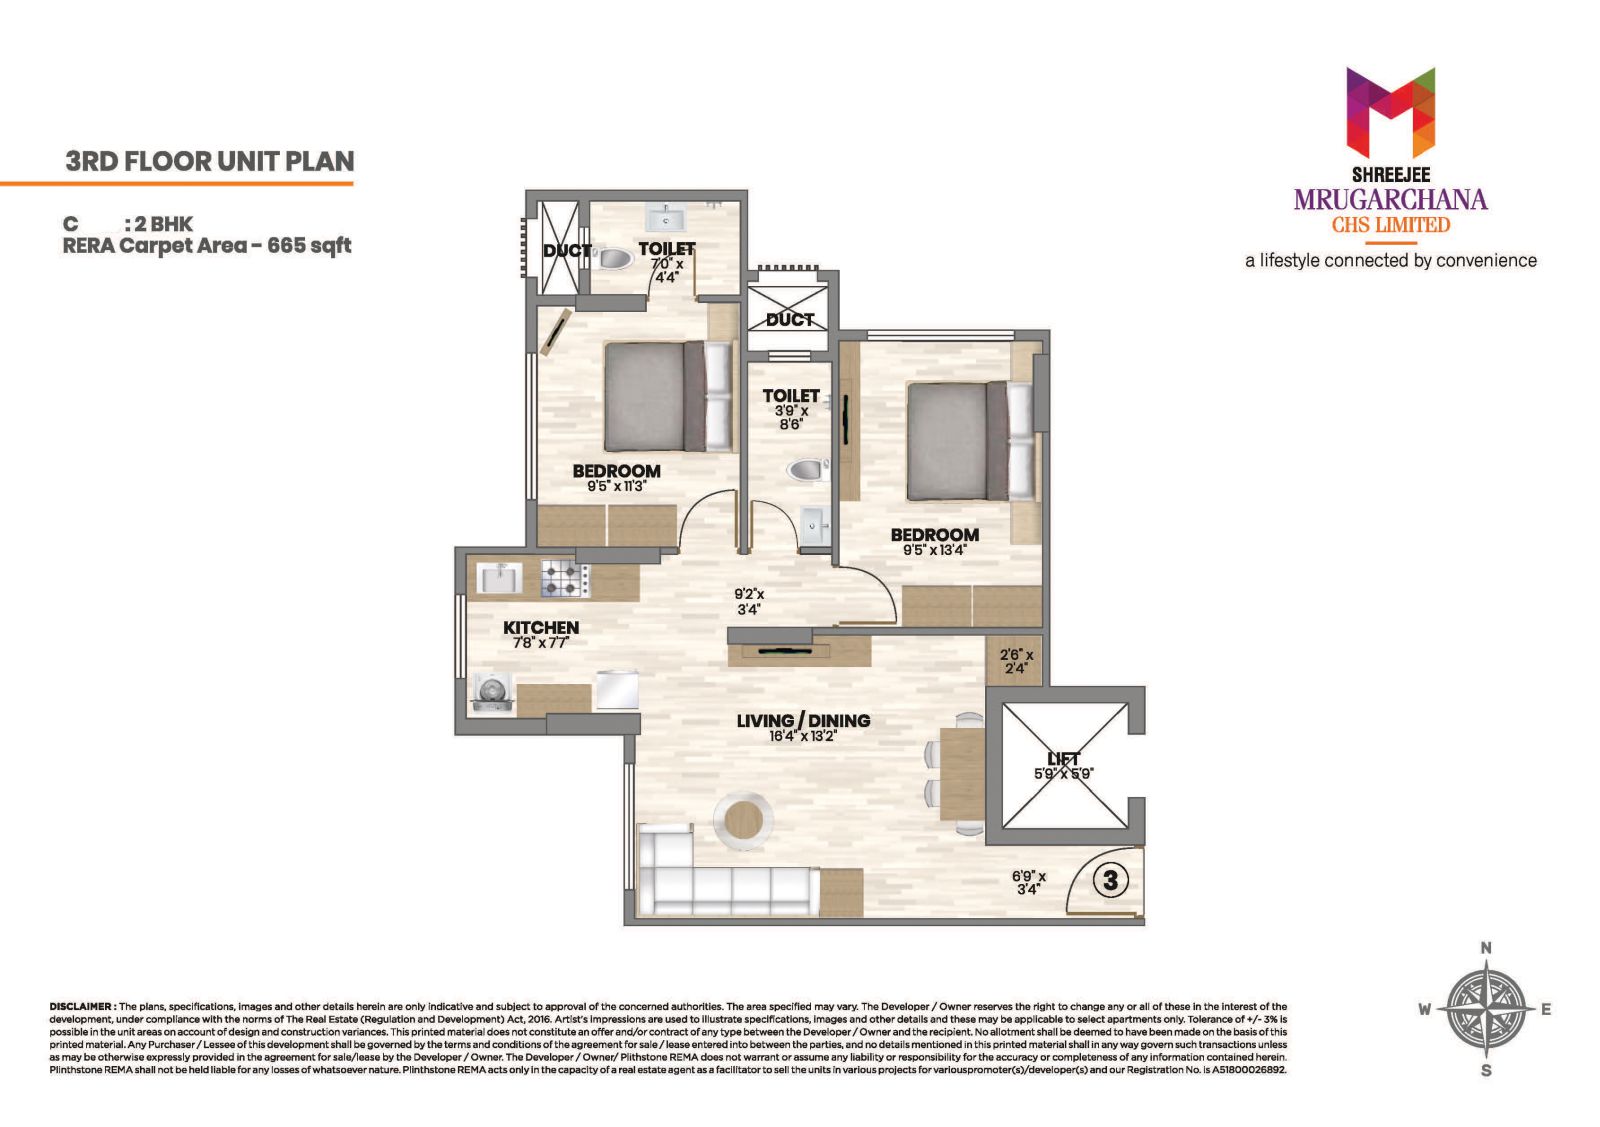 3RD FLOOR UNIT PLAN
C : 2 BHK
RERA Carpet Area - 665 sqft
SHREEJEE
MRUGARCHANA
CHS LIMITED
a lifestyle connected by convenience
DUCT
TOILET
7'0" x
4'4"
DUCT
TOILET
3'9" x
8'6"
BEDROOM
9'5" x 11'3"
BEDROOM
9'5" x 13'4"
9'2"x
3'4"
KITCHEN
7'8" x 7'7"
2'6" x
2'4"
LIVING / DINING
16'4" x 13'2"
LIFT
5'9" x 5'9"
6'9" x
3'4"
3
N
W
E
S
DISCLAIMER : The plans, specifications, images and other details herein are only indicative and subject to approval of the concerned authorities. The area specified may vary. The Developer / Owner reserves the right to change any or all of these in the interest of the
development, under compliance with the norms of The Real Estate (Regulation and Development) Act, 2016. Artist's impressions are used to illustrate specifications, images and other details and these may be applicable to select apartments only. Tolerance of +/- 3% is
possible in the unit areas on account of design and construction variances. This printed material does not constitute an offer and/or contract of any type between the Developer / Owner and the recipient. No allotment shall be deemed to have been made on the basis of this
printed material. Any Purchaser / Lessee of this development shall be governed by the terms and conditions of the agreement for sale / lease entered into between the parties, and no details mentioned in this printed material shall in any way govern such transactions unless
as may be otherwise expressly provided in the agreement for sale/lease by the Developer / Owner. The Developer / Owner/ Plithstone REMA does not warrant or assume any liability or responsibility for the accuracy or completeness of any information contained herein.
Plinthstone REMA shall not be held liable for any losses of whatsoever nature. Plinthstone REMA acts only in the capacity of a real estate agent as a facilitator to sell the units in various projects for variouspromoter(s)/developer(s) and our Registration No. is A51800026892.